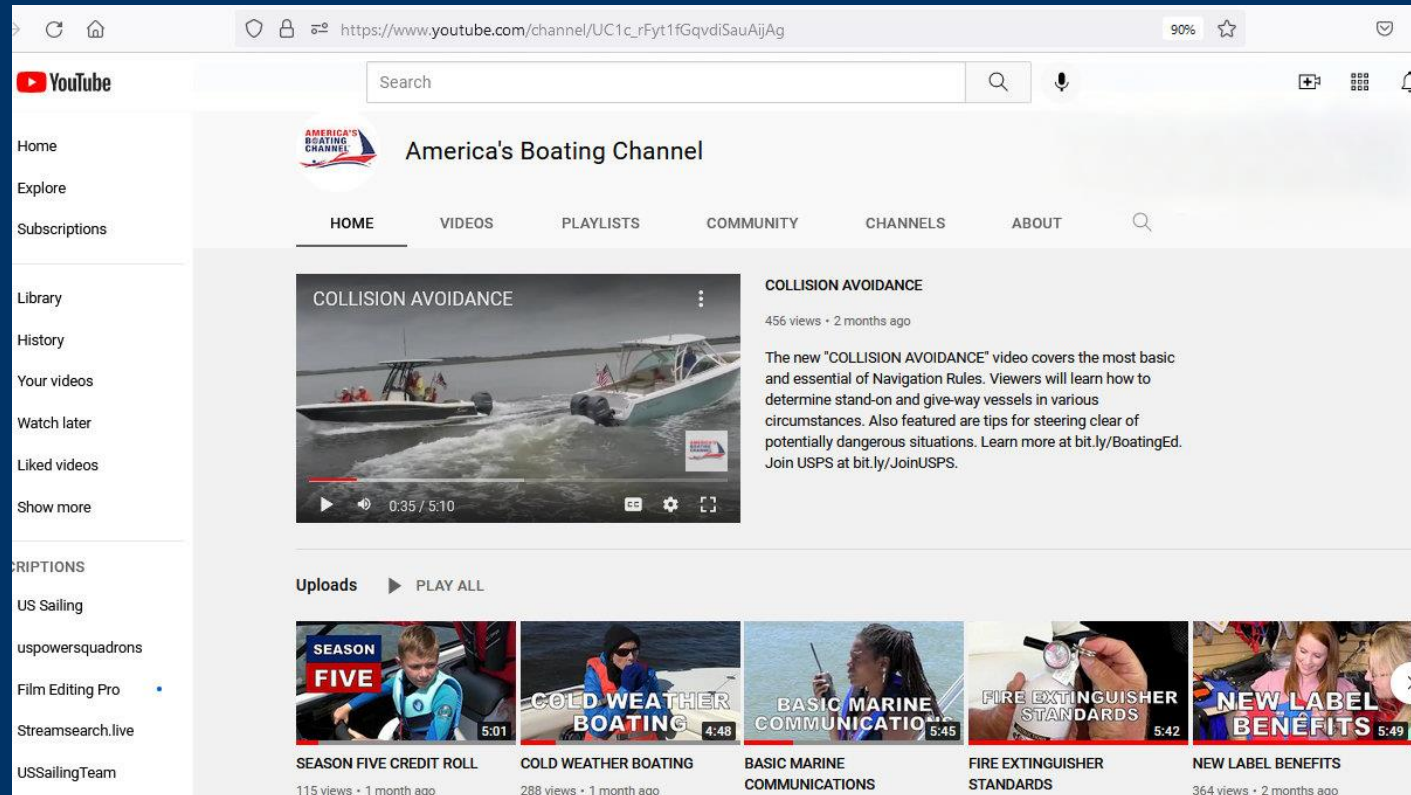 https://www.youtube.com/channel/UC1c_rFyt1fGqvdiSauAijAg
90%
YouTube
Search
Home
Explore
Subscriptions
Library
History
Your videos
Watch later
Liked videos
Show more
CRIPTIONS
US Sailing
uspowersquadrons
Film Editing Pro
Streamsearch.live
USSailingTeam
AMERICA'S
BOATING
CHANNEL
America's Boating Channel
HOME VIDEOS PLAYLISTS COMMUNITY CHANNELS ABOUT
COLLISION AVOIDANCE
AMERICA'S
BOATING
CHANNEL
0:35 / 5:10
CC
COLLISION AVOIDANCE
456 views • 2 months ago
The new "COLLISION AVOIDANCE" video covers the most basic
and essential of Navigation Rules. Viewers will learn how to
determine stand-on and give-way vessels in various
circumstances. Also featured are tips for steering clear of
potentially dangerous situations. Learn more at bit.ly/BoatingEd.
Join USPS at bit.ly/JoinUSPS.
Uploads PLAY ALL
SEASON
FIVE
5:01
SEASON FIVE CREDIT ROLL
115 views • 1 month ago
COLD WEATHER
BOATING
4:48
COLD WEATHER BOATING
288 views • 1 month ago
BASIC MARINE
COMMUNICATIONS
5:45
BASIC MARINE
COMMUNICATIONS
FIRE EXTINGUISHER
STANDARDS
5:42
FIRE EXTINGUISHER
STANDARDS
NEW LABEL
BENEFITS
5:49
NEW LABEL BENEFITS
364 views • 2 months ago